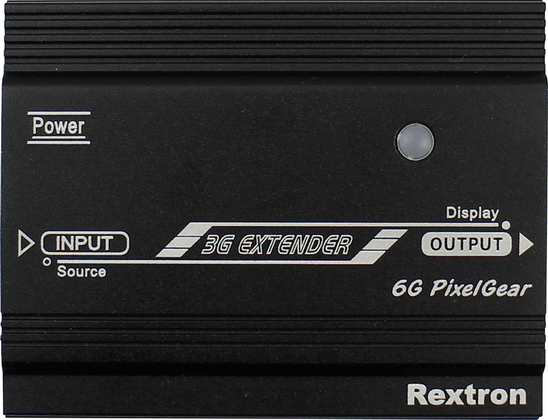 Power
Display
INPUT
3G EXTENDER
OUTPUT
Source
6G PixelGear
Rextron